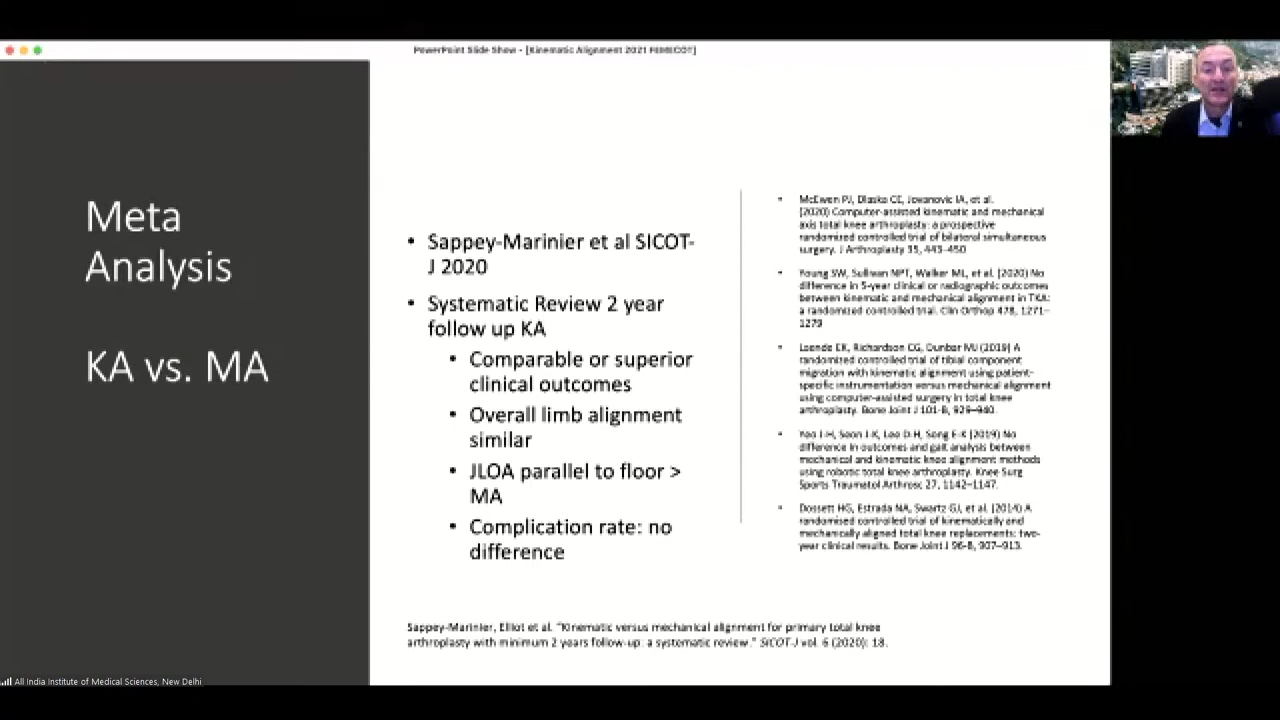 PowerPoint Slide Show - [Kinematic Alignment 2021 FEMECOT]
Meta
Analysis
KA vs. MA
• Sappey-Marinier et al SICOT-
J 2020
• Systematic Review 2 year
follow up KA
• Comparable or superior
clinical outcomes
• Overall limb alignment
similar
• JLOA parallel to floor >
MA
• Complication rate: no
difference
• McEwen PJ, Dlaska CE, Jovanovic IA, et al.
(2020) Computer-assisted kinematic and mechanical
axis total knee arthroplasty: a prospective
randomized controlled trial of bilateral simultaneous
surgery. J Arthroplasty 35, 443–450
• Young SW, Sullivan NPT, Walker ML, et al. (2020) No
difference in 5-year clinical or radiographic outcomes
between kinematic and mechanical alignment in TKA:
a randomized controlled trial. Clin Orthop 478, 1271–
1279
• Laende EK, Richardson CG, Dunbar MJ (2019) A
randomized controlled trial of tibial component
migration with kinematic alignment using patient-
specific instrumentation versus mechanical alignment
using computer-assisted surgery in total knee
arthroplasty. Bone Joint J 101-B, 929–940.
• Yeo J-H, Seon J-K, Lee D-H, Song E-K (2019) No
difference in outcomes and gait analysis between
mechanical and kinematic knee alignment methods
using robotic total knee arthroplasty. Knee Surg
Sports Traumatol Arthrosc 27, 1142–1147.
• Dossett HG, Estrada NA, Swartz GJ, et al. (2014) A
randomised controlled trial of kinematically and
mechanically aligned total knee replacements: two-
year clinical results. Bone Joint J 96-B, 907–913.
Sappey-Marinier, Elliot et al. "Kinematic versus mechanical alignment for primary total knee
arthroplasty with minimum 2 years follow-up: a systematic review." SICOT-J vol. 6 (2020): 18.
All India Institute of Medical Sciences, New Delhi